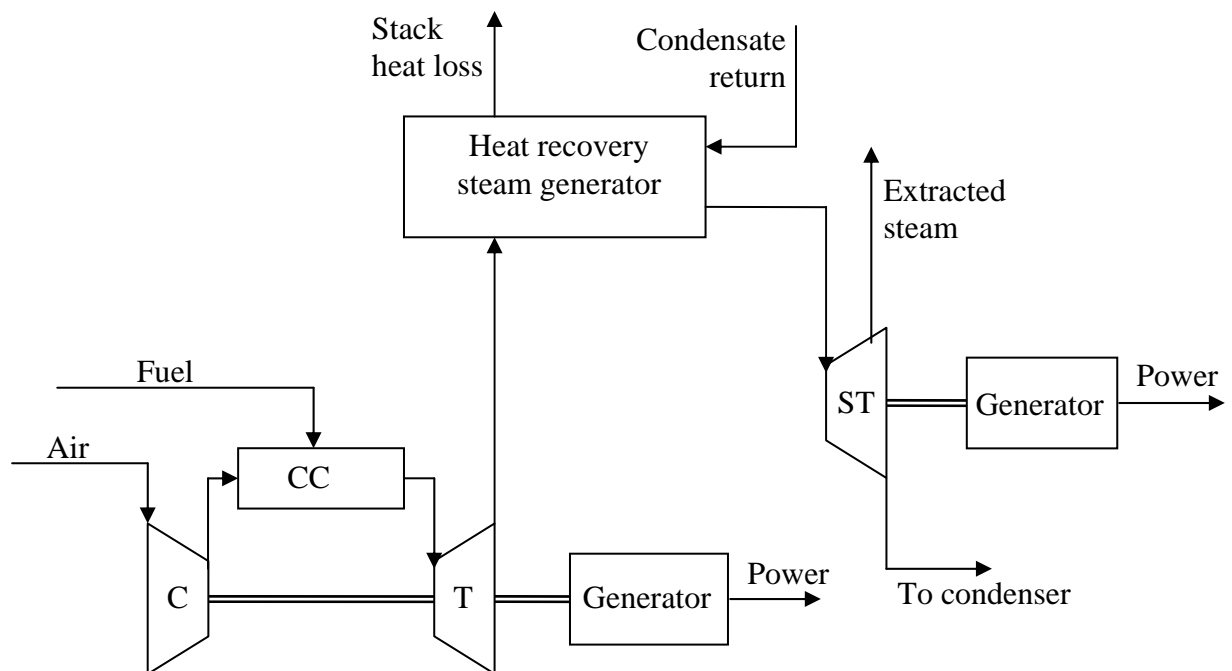 Stack
heat loss
Condensate
return
Heat recovery
steam generator
Extracted
steam
Fuel
Power
ST
Generator
Air
CC
C
T
Generator
Power
To condenser